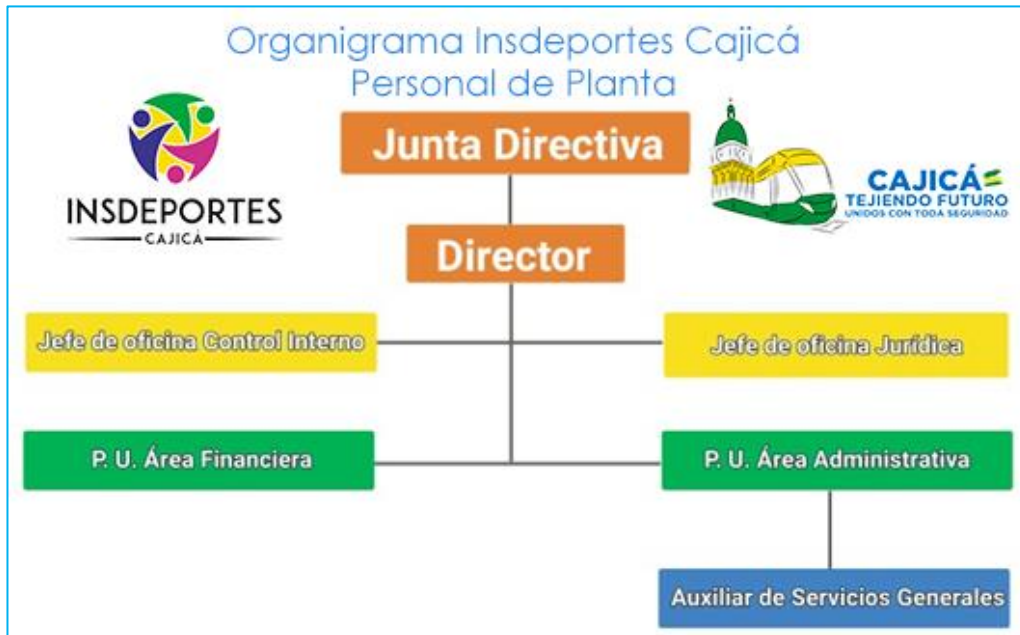 Organigrama Insdeportes Cajicá
Personal de Planta
Junta Directiva
INSDEPORTES
CAJICÁ
CAJICÁ
TEJIENDO FUTURO
UNIDOS CON TODA SEGURIDAD
Director
Jefe de oficina Control Interno
Jefe de oficina Jurídica
P. U. Área Financiera
P. U. Área Administrativa
Auxiliar de Servicios Generales